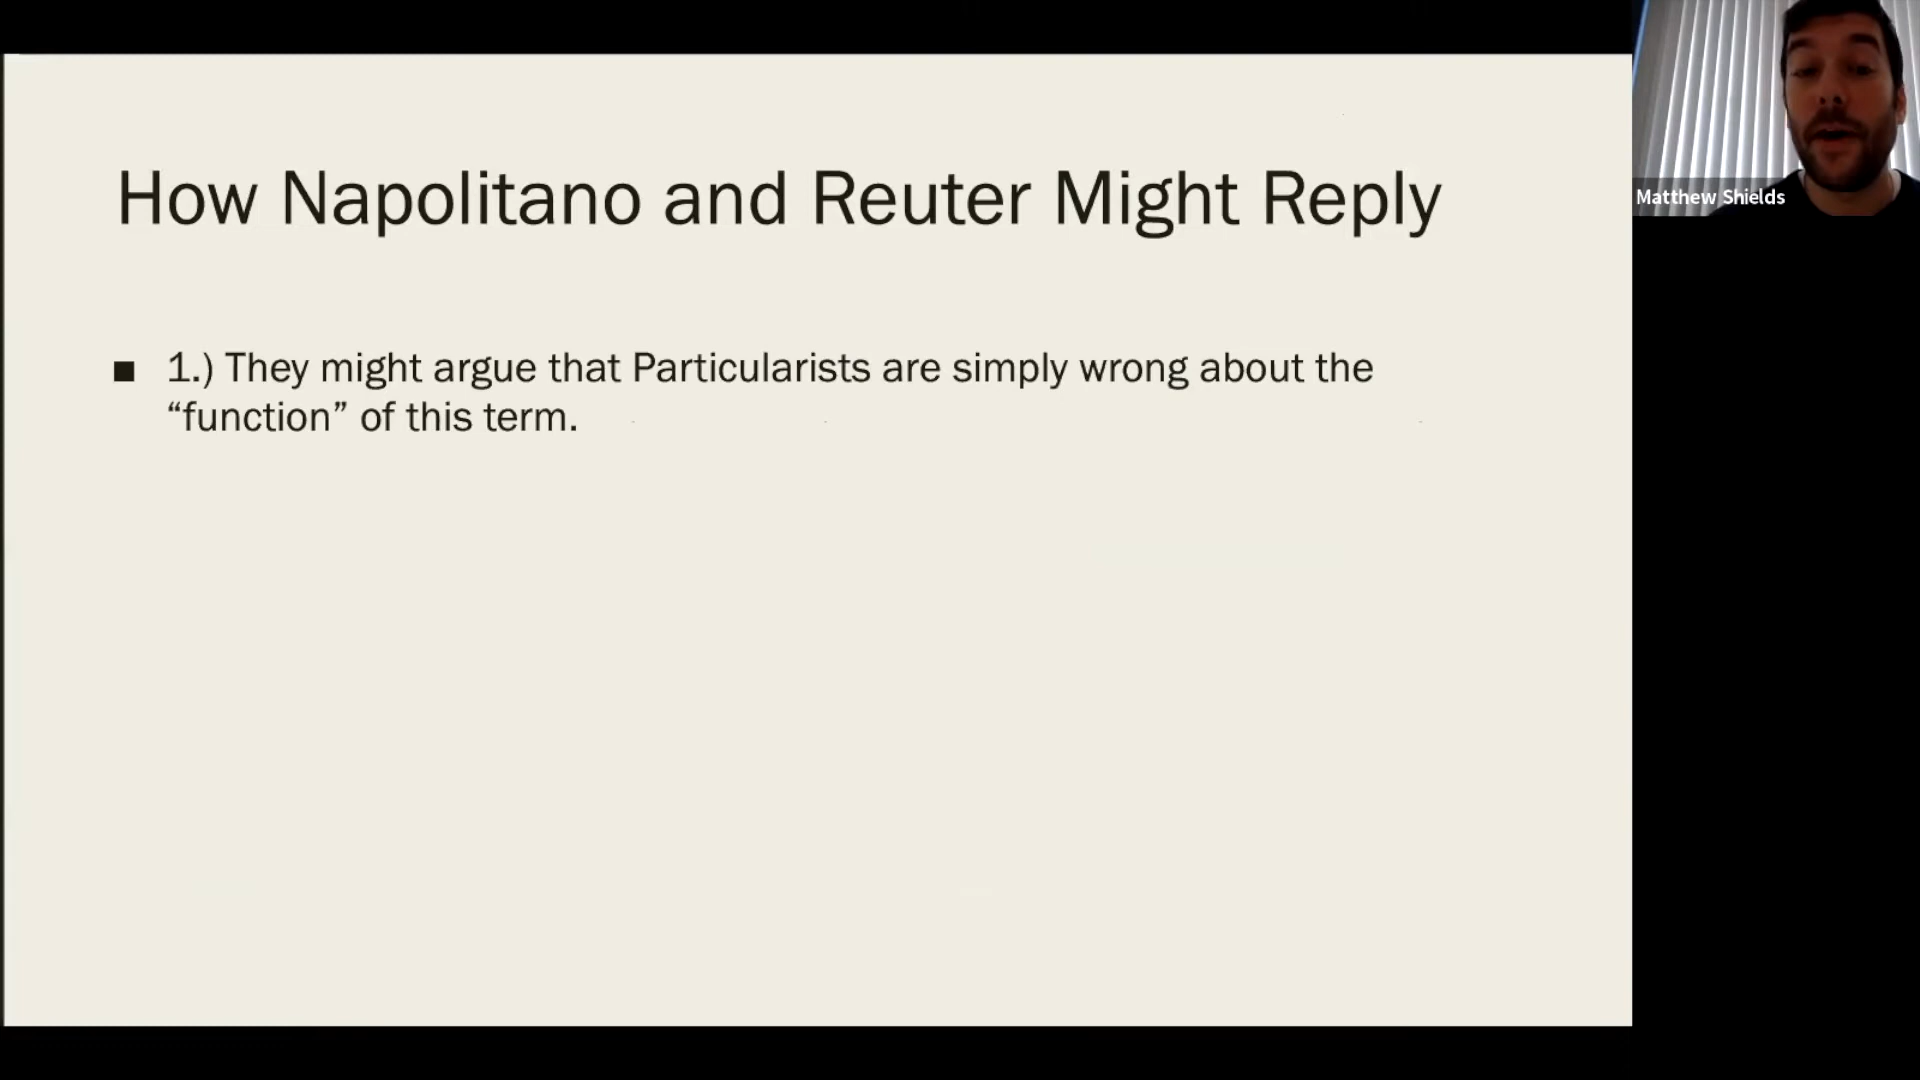 How Napolitano and Reuter Might Reply
■ 1.) They might argue that Particularists are simply wrong about the
“function” of this term.
Matthew Shields